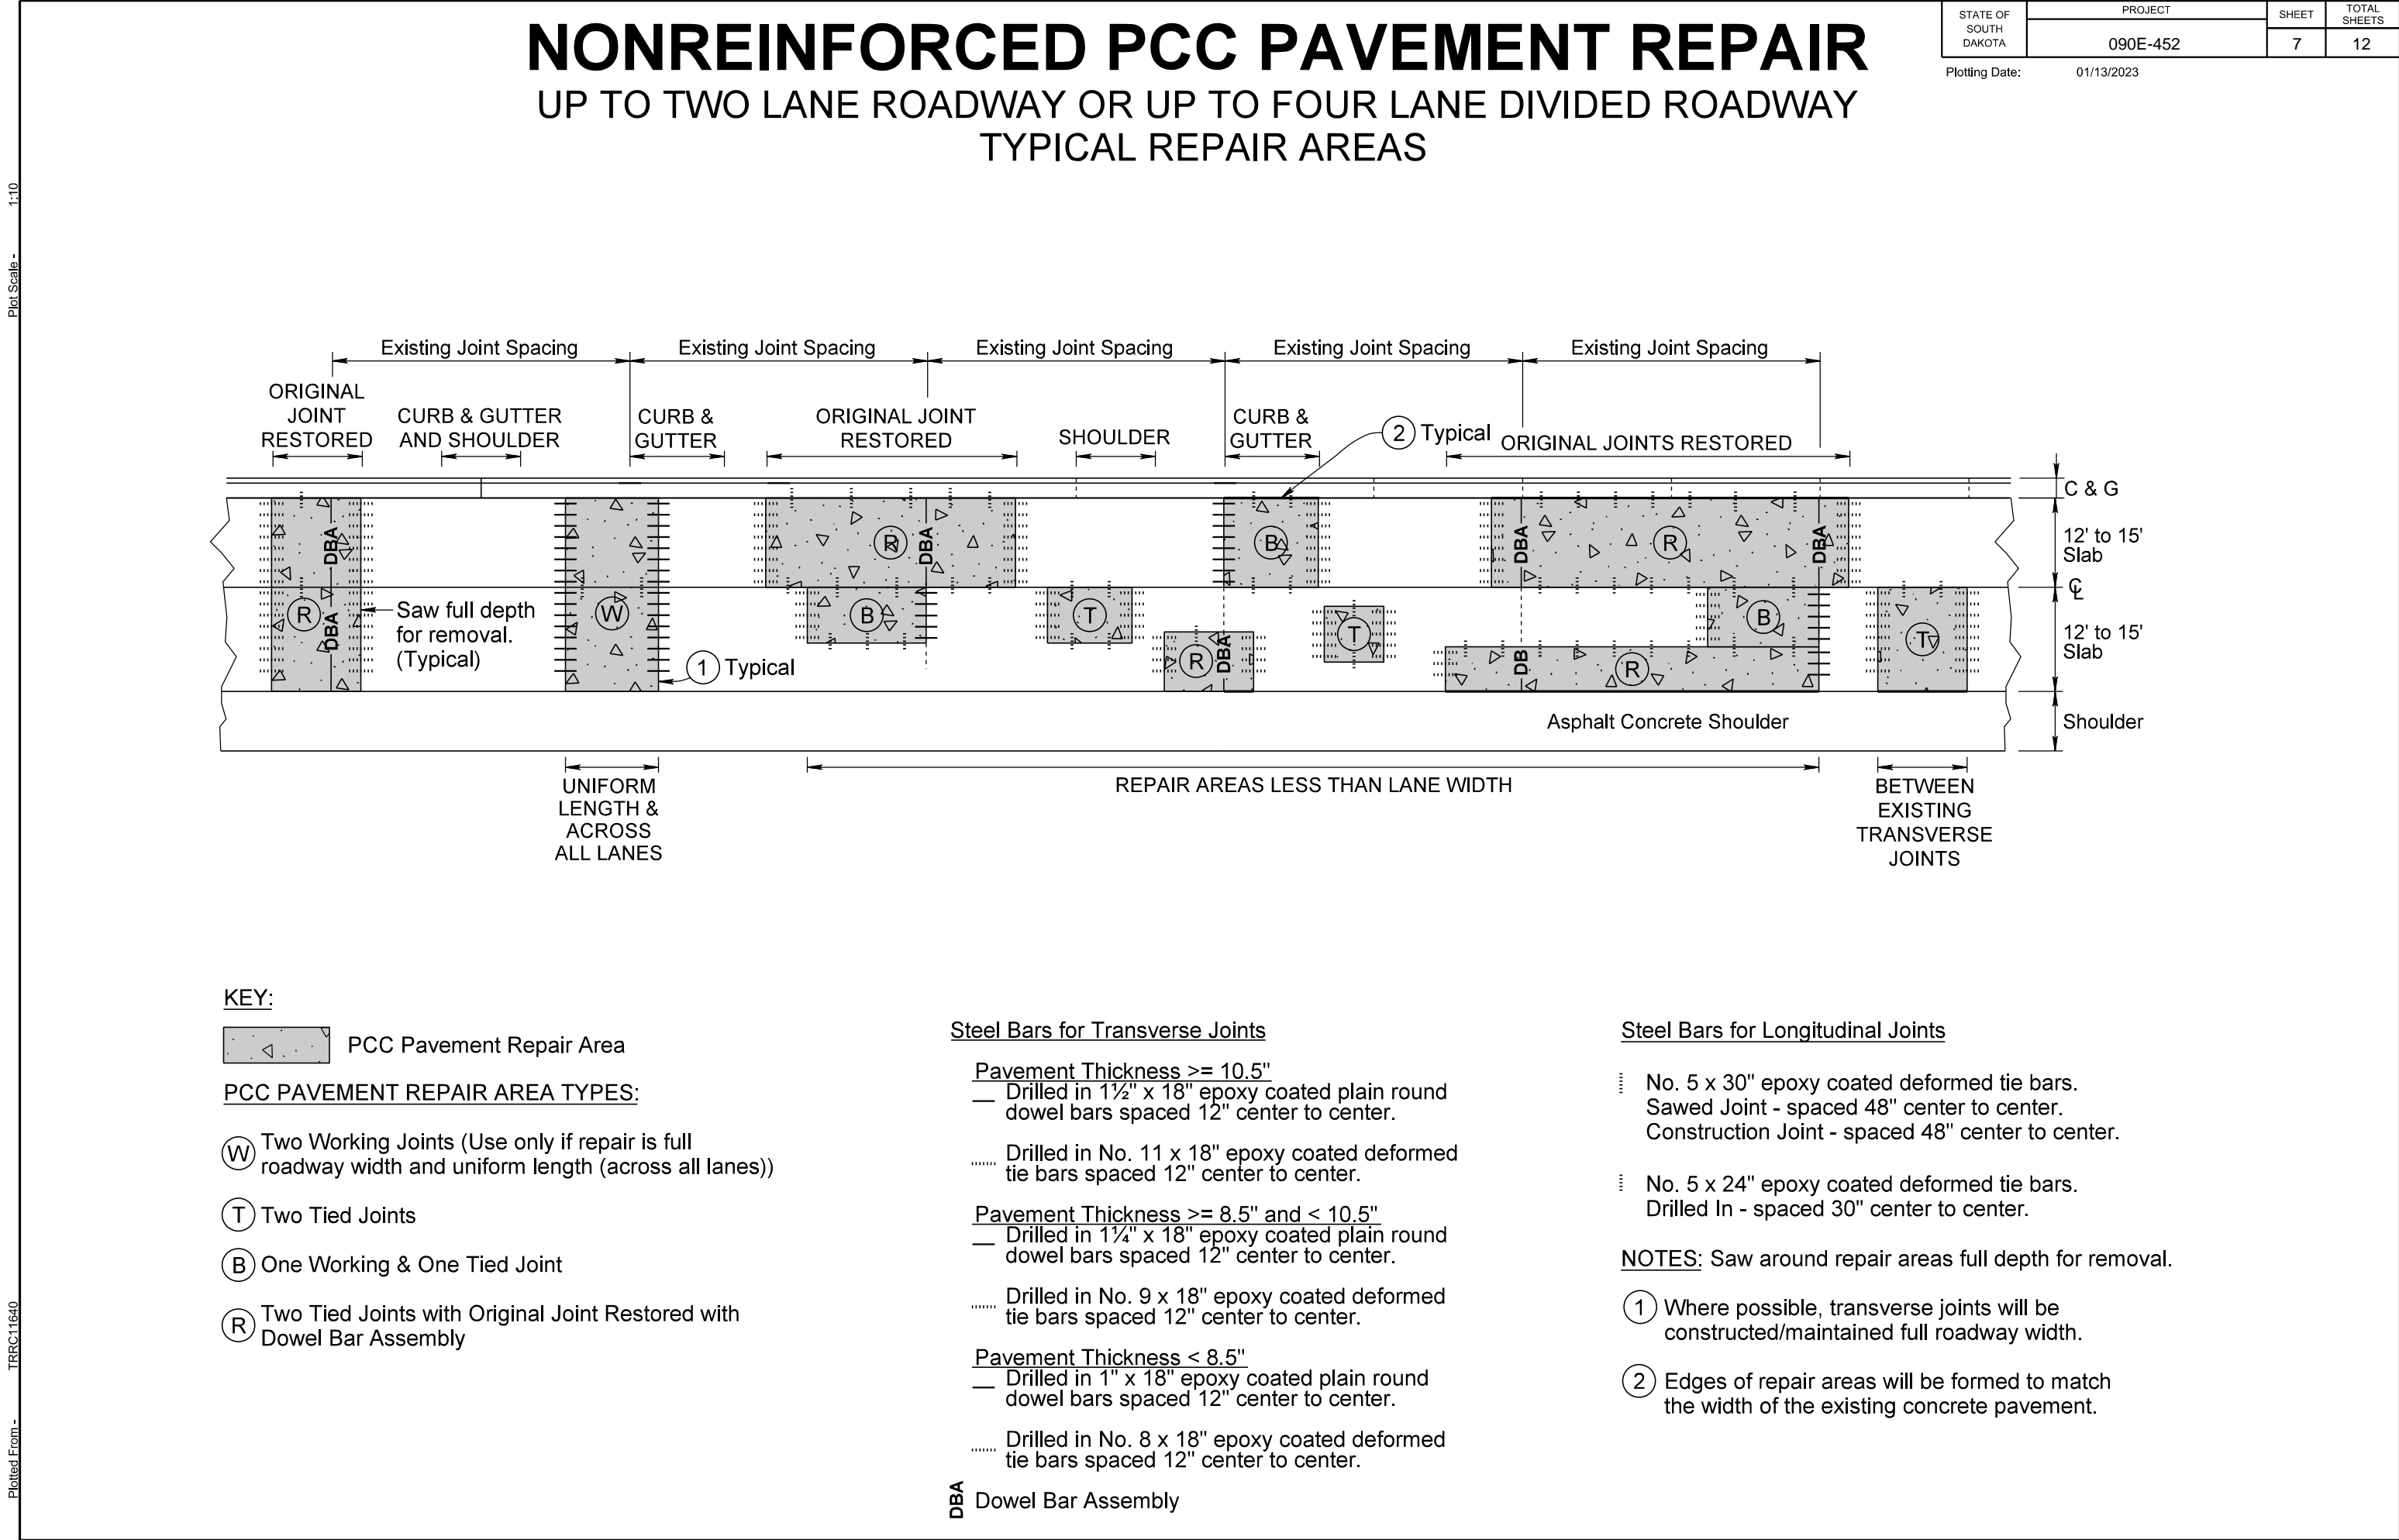 NONREINFORCED PCC PAVEMENT REPAIR
UP TO TWO LANE ROADWAY OR UP TO FOUR LANE DIVIDED ROADWAY
TYPICAL REPAIR AREAS
STATE OF
SOUTH
DAKOTA
PROJECT
090E-452
SHEET
7
TOTAL
SHEETS
12
Plotting Date: 01/13/2023
Plot Scale - 1:10
Plotted From - TRRC11640
Existing Joint Spacing
Existing Joint Spacing
Existing Joint Spacing
Existing Joint Spacing
Existing Joint Spacing
ORIGINAL
JOINT
RESTORED
CURB & GUTTER
AND SHOULDER
CURB &
GUTTER
ORIGINAL JOINT
RESTORED
SHOULDER
CURB &
GUTTER
2 Typical
ORIGINAL JOINTS RESTORED
C & G
12' to 15'
Slab
℄
12' to 15'
Slab
Shoulder
DBA
R
DBA
B
DBA
R
DBA
R
DBA
Saw full depth
for removal.
(Typical)
W
1 Typical
B
T
R
DBA
T
DB
R
B
T
Asphalt Concrete Shoulder
UNIFORM
LENGTH &
ACROSS
ALL LANES
REPAIR AREAS LESS THAN LANE WIDTH
BETWEEN
EXISTING
TRANSVERSE
JOINTS
KEY:
PCC Pavement Repair Area
PCC PAVEMENT REPAIR AREA TYPES:
W Two Working Joints (Use only if repair is full
roadway width and uniform length (across all lanes))
T Two Tied Joints
B One Working & One Tied Joint
R Two Tied Joints with Original Joint Restored with
Dowel Bar Assembly
Steel Bars for Transverse Joints
Pavement Thickness >= 10.5"
Drilled in 1½" x 18" epoxy coated plain round
dowel bars spaced 12" center to center.
Drilled in No. 11 x 18" epoxy coated deformed
tie bars spaced 12" center to center.
Pavement Thickness >= 8.5" and < 10.5"
Drilled in 1¼" x 18" epoxy coated plain round
dowel bars spaced 12" center to center.
Drilled in No. 9 x 18" epoxy coated deformed
tie bars spaced 12" center to center.
Pavement Thickness < 8.5"
Drilled in 1" x 18" epoxy coated plain round
dowel bars spaced 12" center to center.
Drilled in No. 8 x 18" epoxy coated deformed
tie bars spaced 12" center to center.
DBA Dowel Bar Assembly
Steel Bars for Longitudinal Joints
No. 5 x 30" epoxy coated deformed tie bars.
Sawed Joint - spaced 48" center to center.
Construction Joint - spaced 48" center to center.
No. 5 x 24" epoxy coated deformed tie bars.
Drilled In - spaced 30" center to center.
NOTES: Saw around repair areas full depth for removal.
1 Where possible, transverse joints will be
constructed/maintained full roadway width.
2 Edges of repair areas will be formed to match
the width of the existing concrete pavement.